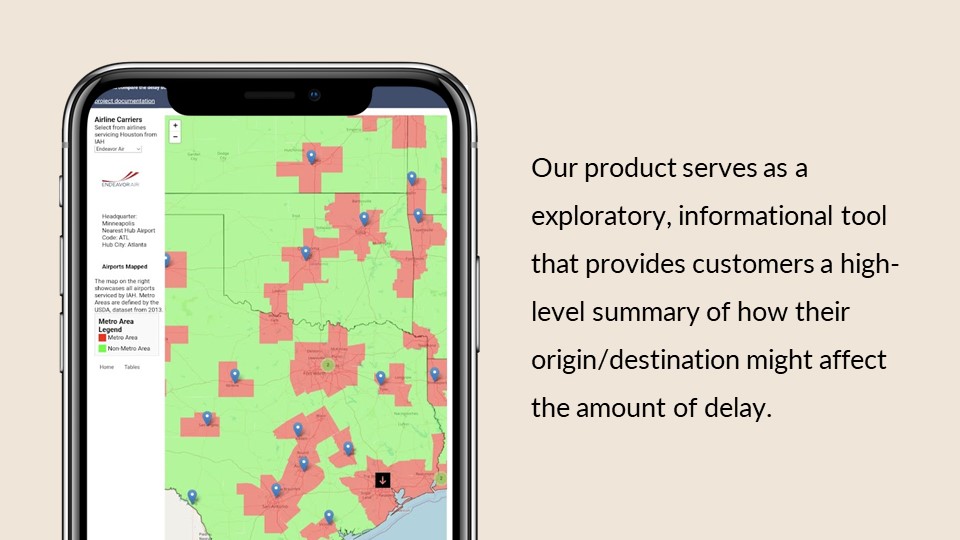 project documentation
Airline Carriers
Select from airlines
servicing Houston from
IAH
Endeavor Air
ENDEAVOR AIR
Headquarter:
Minneapolis
Nearest Hub Airport
Code: ATL
Hub City: Atlanta
Airports Mapped
The map on the right
showcases all airports
serviced by IAH. Metro
Areas are defined by the
USDA, dataset from 2013.
Metro Area
Legend
Metro Area
Non-Metro Area
Home Tables
+
−
2
2
Our product serves as a
exploratory, informational tool
that provides customers a high-
level summary of how their
origin/destination might affect
the amount of delay.